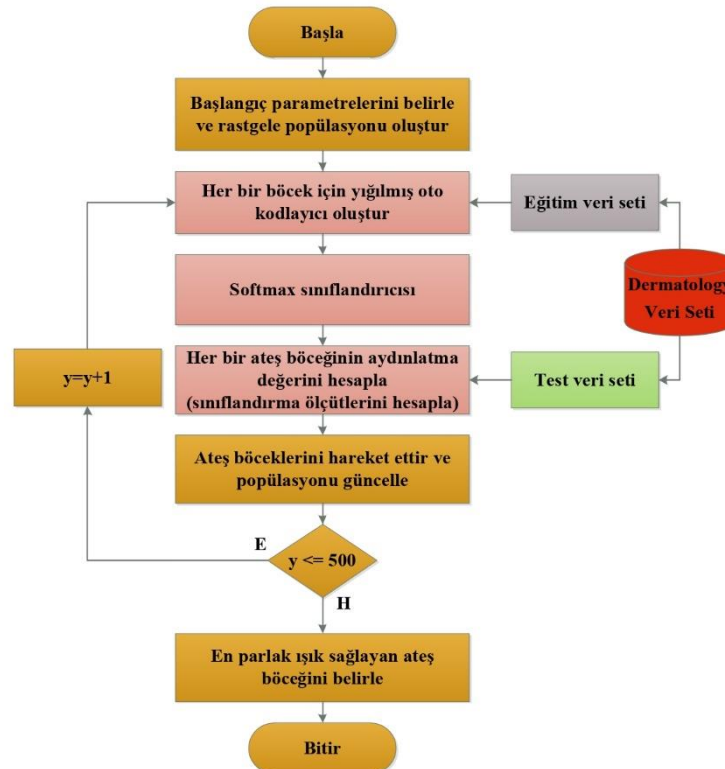 Başla
Başlangıç parametrelerini belirle
ve rastgele popülasyonu oluştur
Her bir böcek için yığılmış oto
kodlayıcı oluştur
Eğitim veri seti
Softmax sınıflandırıcısı
Dermatology
Veri Seti
y=y+1
Her bir ateş böceğinin aydınlatma
değerini hesapla
(sınıflandırma ölçütlerini hesapla)
Test veri seti
Ateş böceklerini hareket ettir ve
popülasyonu güncelle
E
y <= 500
H
En parlak ışık sağlayan ateş
böceğini belirle
Bitir